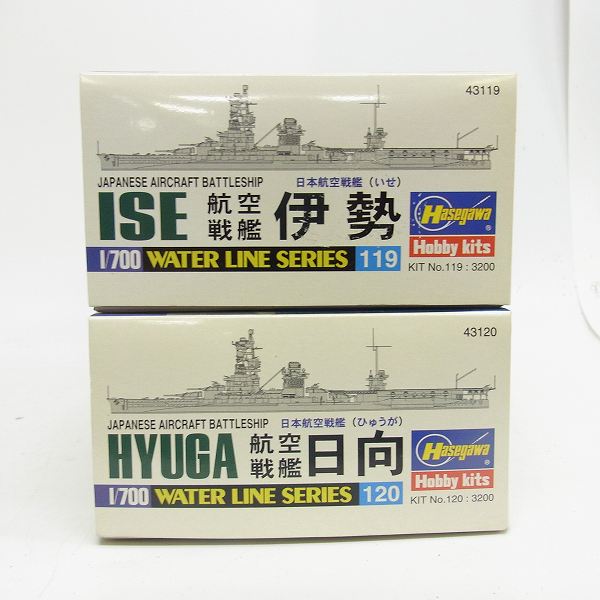 43119
JAPANESE AIRCRAFT BATTLESHIP 日本航空戦艦（いせ）
ISE 航空戦艦 伊勢
Hasegawa
Hobby kits
1/700 WATER LINE SERIES 119
KIT No.119 : 3200
43120
JAPANESE AIRCRAFT BATTLESHIP 日本航空戦艦（ひゅうが）
HYUGA 航空戦艦 日向
Hasegawa
Hobby kits
1/700 WATER LINE SERIES 120
KIT No.120 : 3200